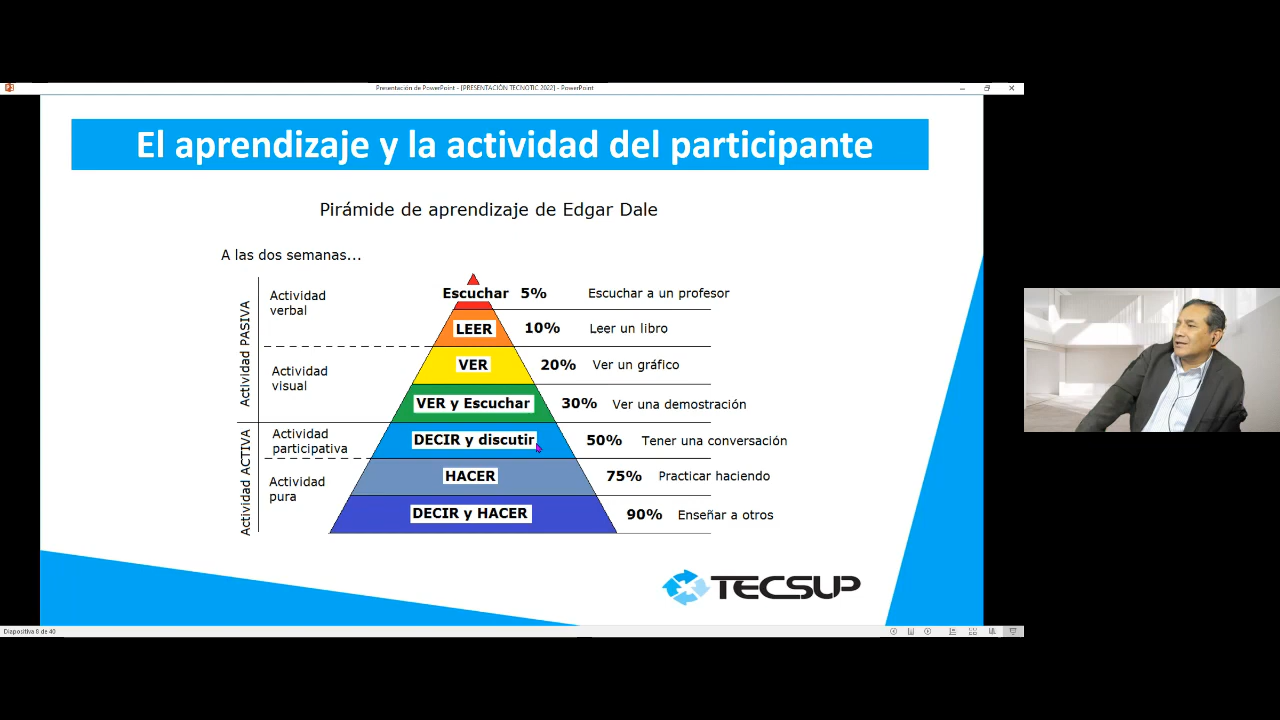 Presentación de PowerPoint - [PRESENTACIÓN TECNOTIC 2022] - PowerPoint
El aprendizaje y la actividad del participante
Pirámide de aprendizaje de Edgar Dale
A las dos semanas...
Actividad PASIVA
Actividad
verbal
Escuchar 5% Escuchar a un profesor
LEER 10% Leer un libro
Actividad
visual
VER 20% Ver un gráfico
VER y Escuchar 30% Ver una demostración
Actividad ACTIVA
Actividad
participativa
DECIR y discutir 50% Tener una conversación
Actividad
pura
HACER 75% Practicar haciendo
DECIR y HACER 90% Enseñar a otros
TECSUP
Diapositiva 8 de 40